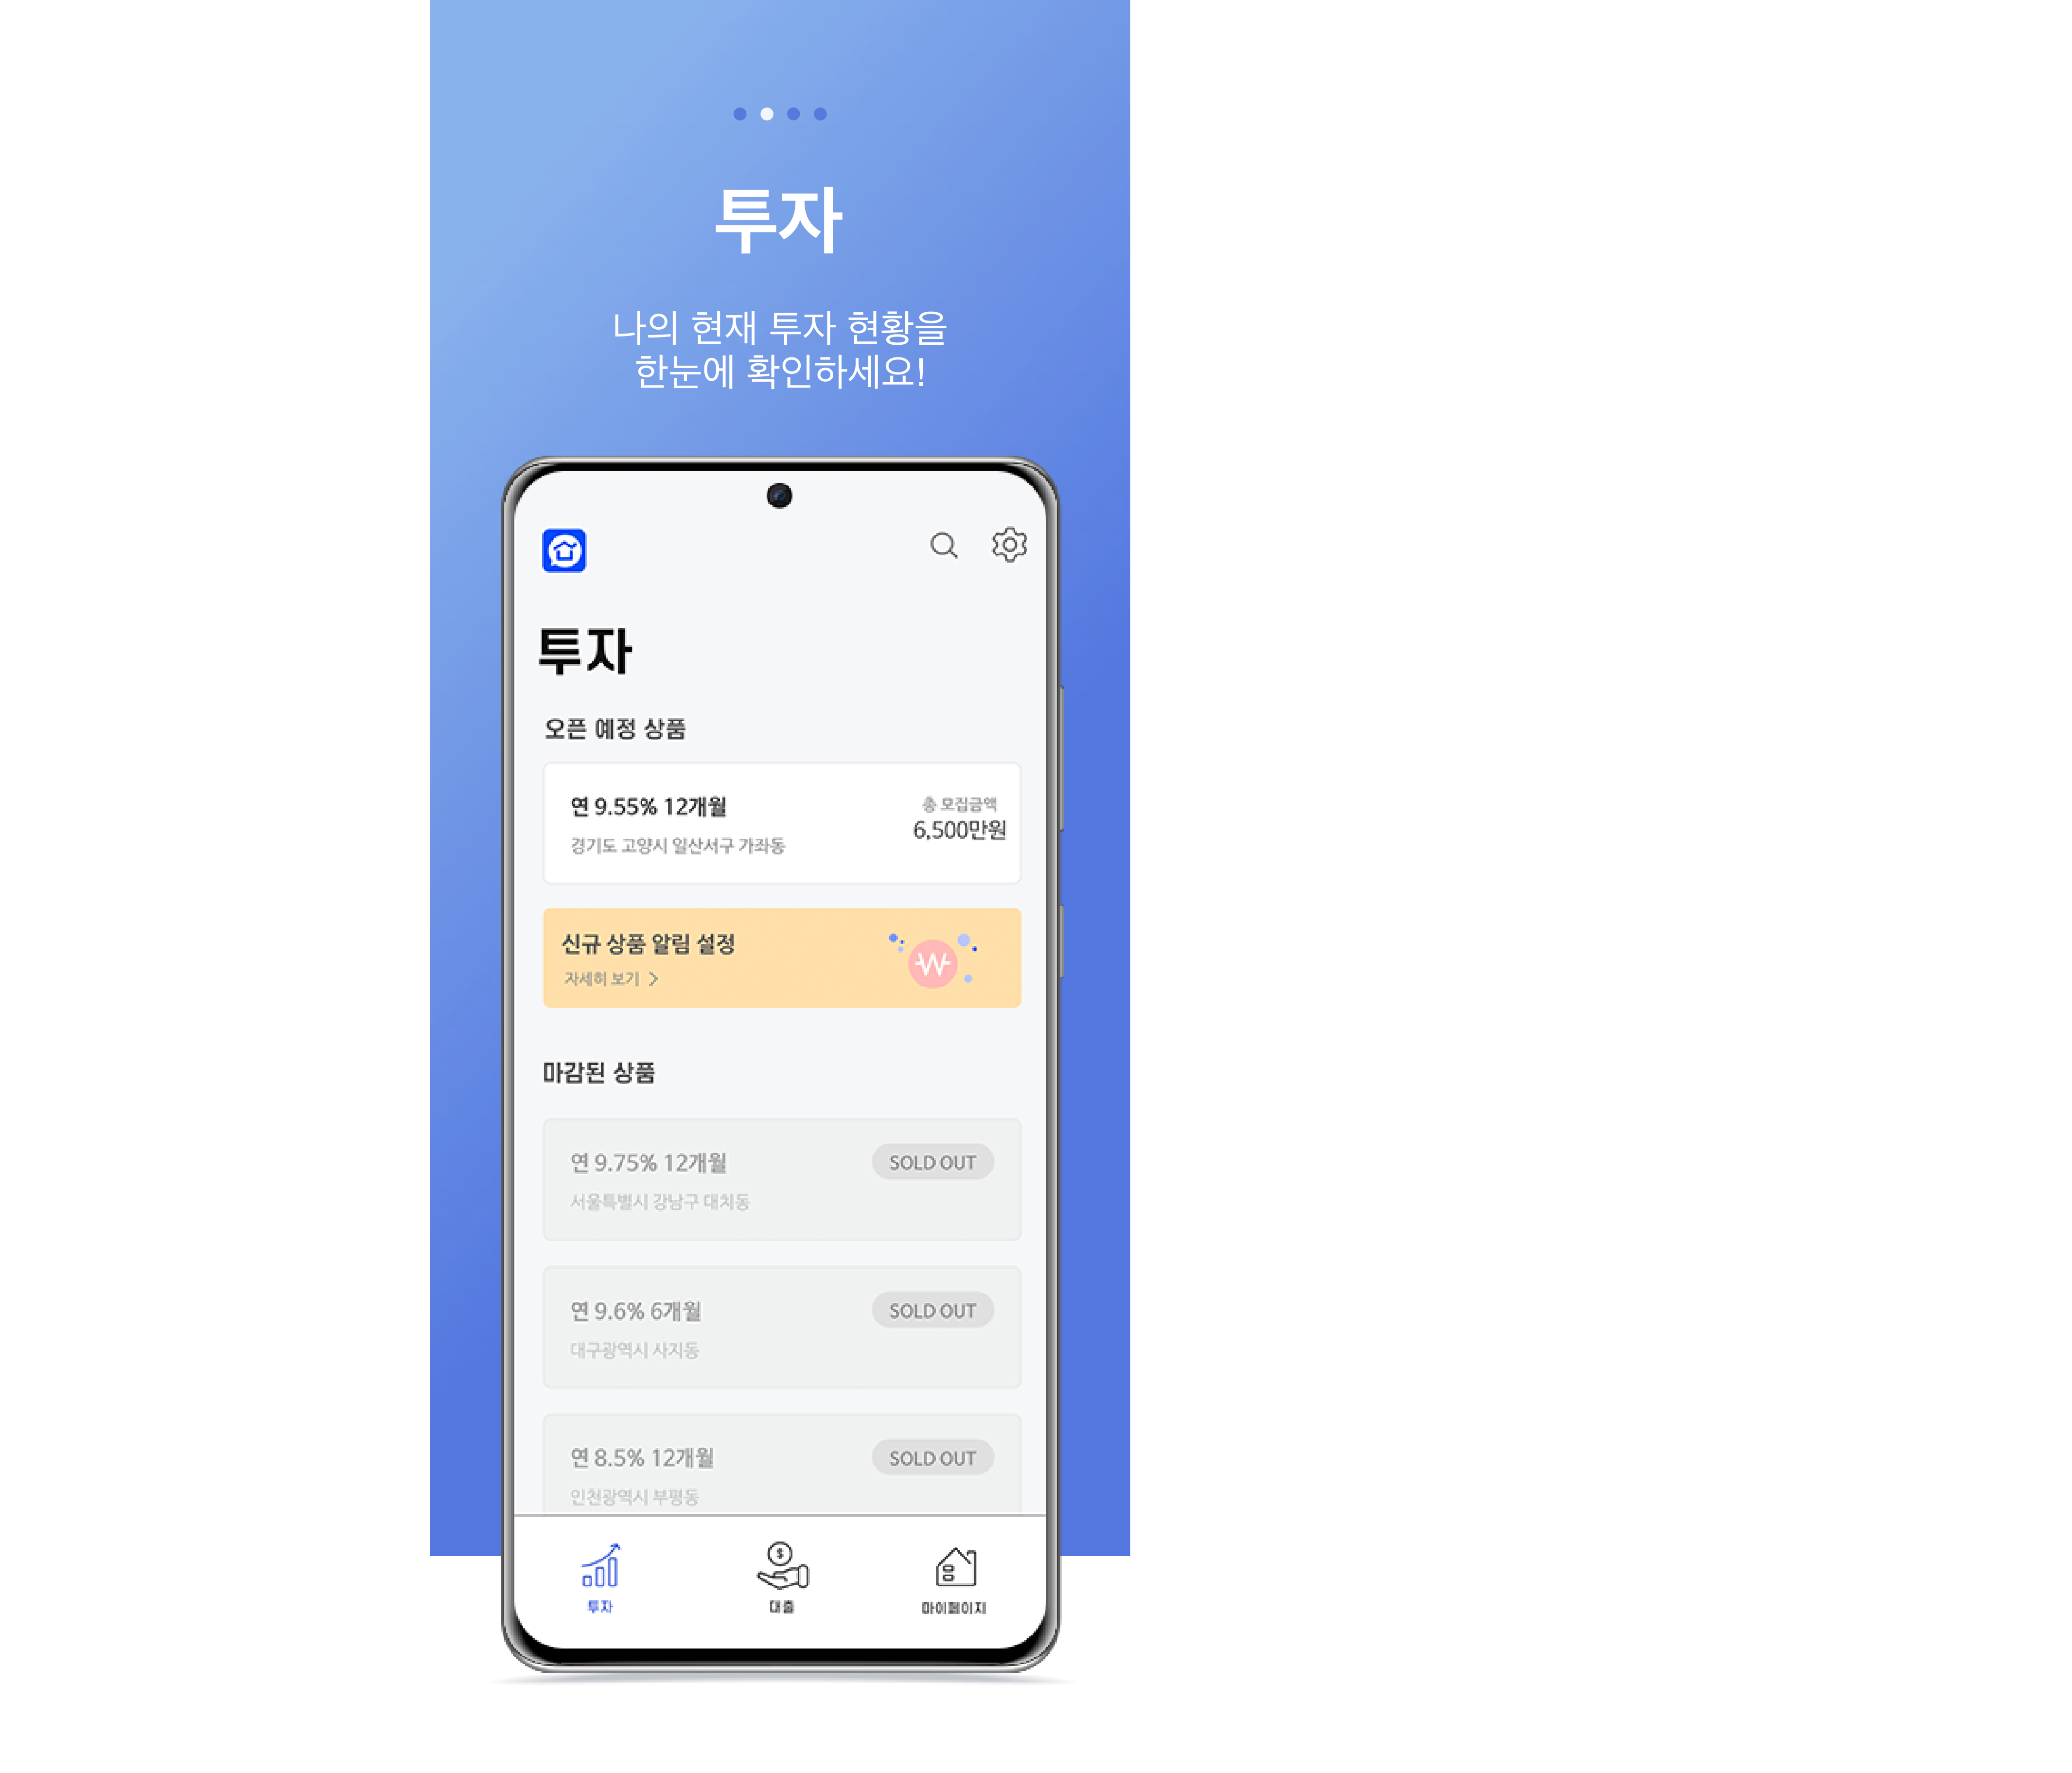 투자
나의 현재 투자 현황을
한눈에 확인하세요!
투자
오픈 예정 상품
연 9.55% 12개월
총 모집금액
경기도 고양시 일산서구 가좌동
6,500만원
신규 상품 알림 설정
자세히 보기 >
마감된 상품
연 9.75% 12개월
SOLD OUT
서울특별시 강남구 대치동
연 9.6% 6개월
SOLD OUT
대구광역시 사지동
연 8.5% 12개월
SOLD OUT
인천광역시 부평동
투자
대출
마이페이지